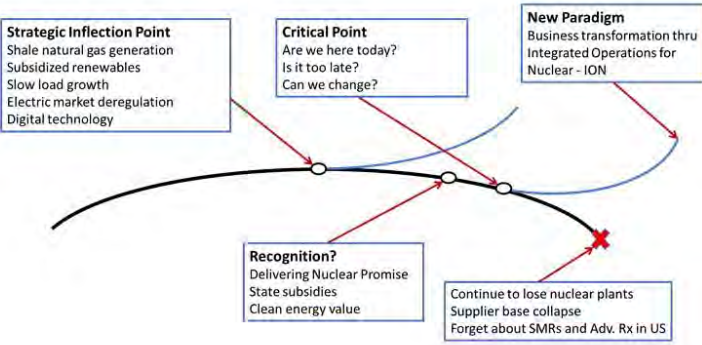 Strategic Inflection Point
Shale natural gas generation
Subsidized renewables
Slow load growth
Electric market deregulation
Digital technology
Critical Point
Are we here today?
Is it too late?
Can we change?
New Paradigm
Business transformation thru
Integrated Operations for
Nuclear - ION
Recognition?
Delivering Nuclear Promise
State subsidies
Clean energy value
Continue to lose nuclear plants
Supplier base collapse
Forget about SMRs and Adv. Rx in US